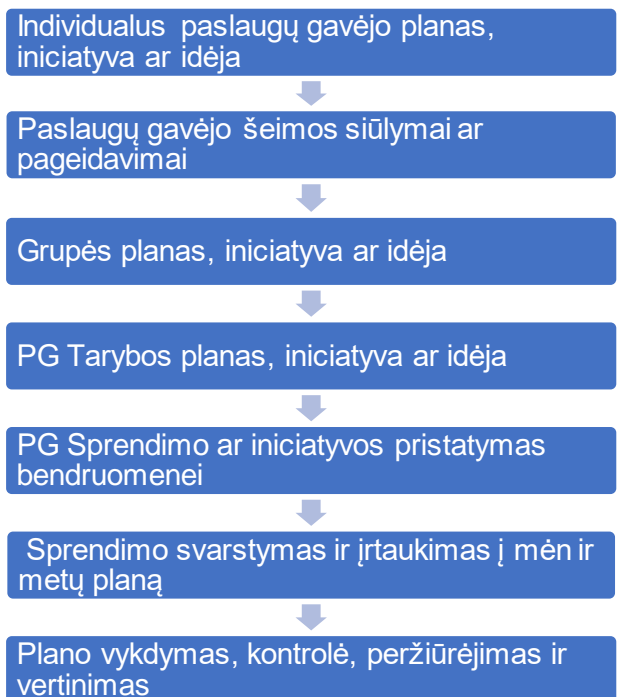 Individualus paslaugų gavėjo planas,
iniciatyva ar idėja
Paslaugų gavėjo šeimos siūlymai ar
pageidavimai
Grupės planas, iniciatyva ar idėja
PG Tarybos planas, iniciatyva ar idėja
PG Sprendimo ar iniciatyvos pristatymas
bendruomenei
Sprendimo svarstymas ir įrtaukimas į mėn ir
metų planą
Plano vykdymas, kontrolė, peržiūrėjimas ir
vertinimas